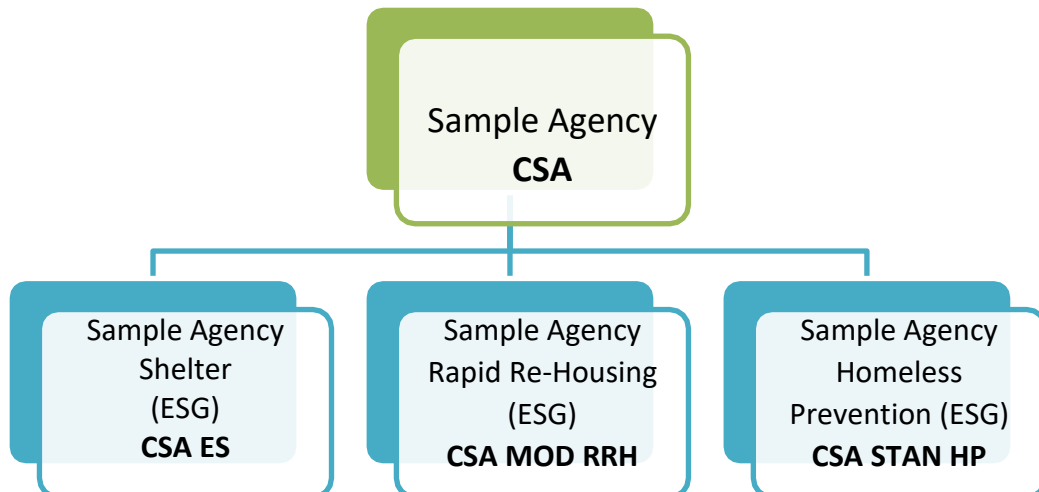 Sample Agency
CSA
Sample Agency
Shelter
(ESG)
CSA ES
Sample Agency
Rapid Re-Housing
(ESG)
CSA MOD RRH
Sample Agency
Homeless
Prevention (ESG)
CSA STAN HP